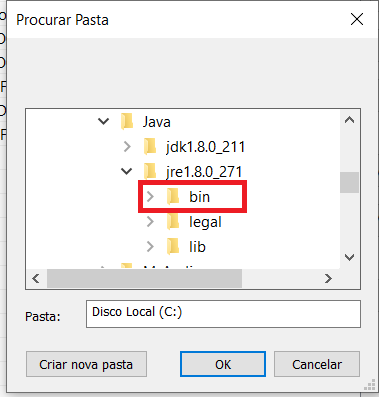 Procurar Pasta
Java
jdk1.8.0_211
jre1.8.0_271
bin
legal
lib
Pasta:
Disco Local (C:)
Criar nova pasta
OK
Cancelar